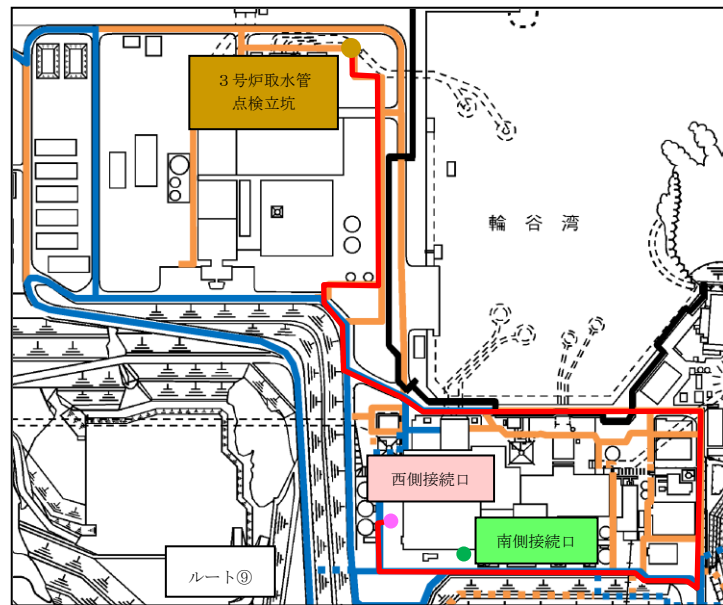 ３号炉取水管
点検立坑
輪谷湾
西側接続口
南側接続口
ルート⑨